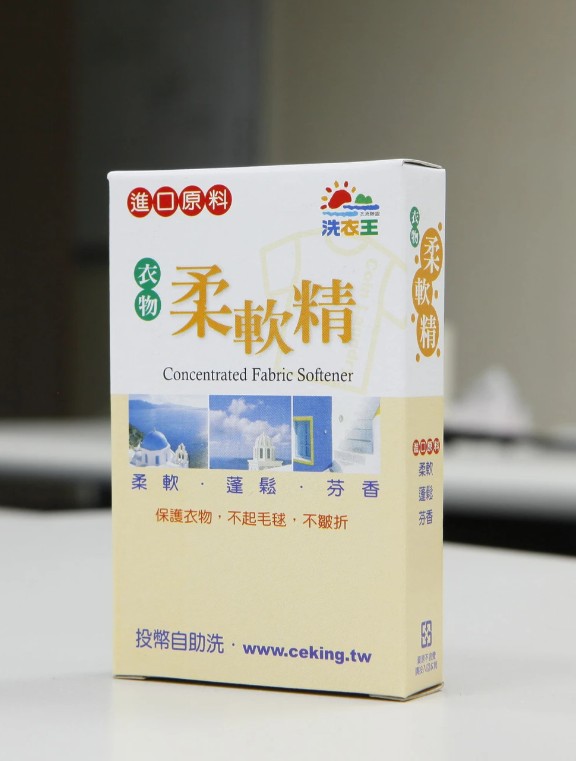 進口原料
洗衣王
衣物
柔軟精
Concentrated Fabric Softener
柔軟·蓬鬆·芬香
保護衣物，不起毛毬，不皺折
投幣自助洗·www.ceking.tw
衣物
柔軟精
進口原料
柔軟
蓬鬆
芬香